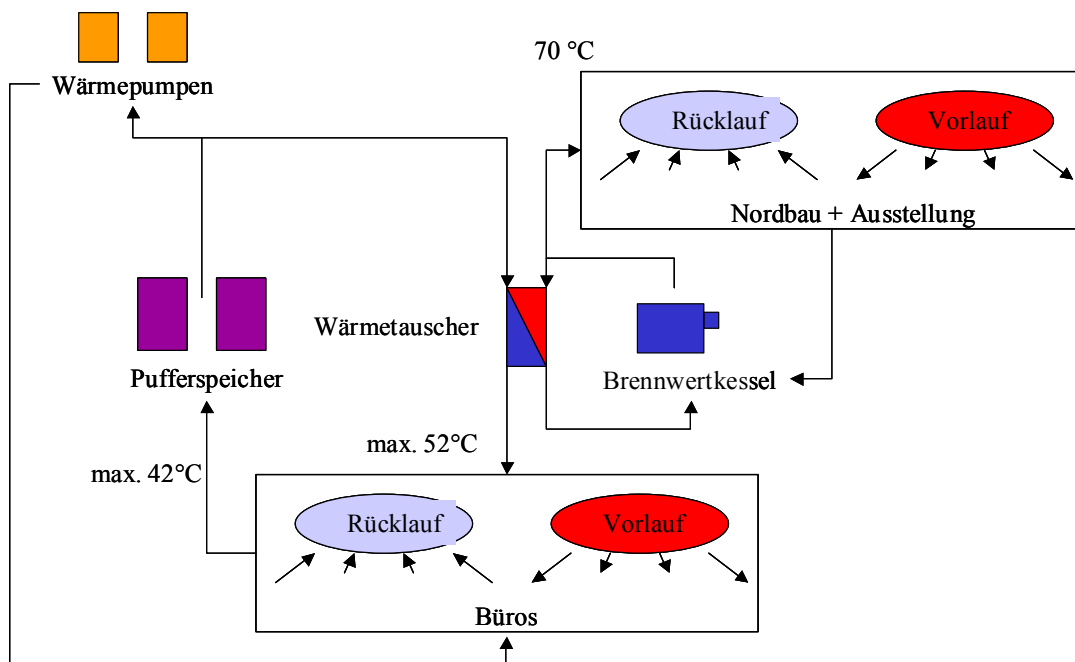 Wärmepumpen
70 °C
Rücklauf
Vorlauf
Nordbau + Ausstellung
Wärmetauscher
Pufferspeicher
Brennwertkessel
max. 52°C
max. 42°C
Rücklauf
Vorlauf
Büros